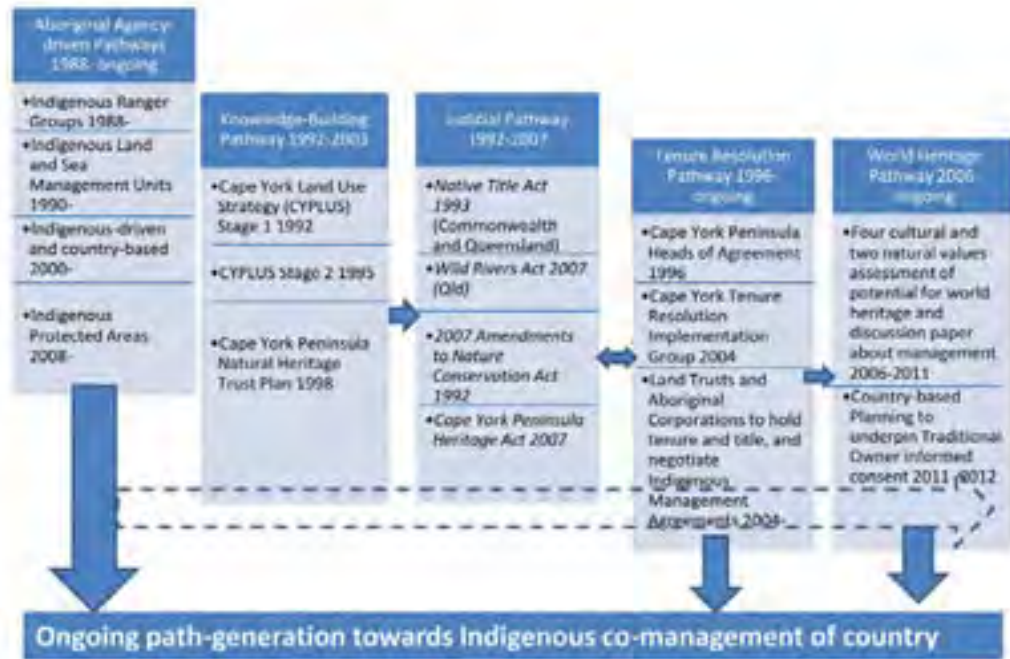 Aboriginal Agency-
driven Pathways
1988- ongoing
•Indigenous Ranger
Groups 1988-
•Indigenous Land
and Sea
Management Units
1990-
•Indigenous-driven
and country-based
2000-
•Indigenous
Protected Areas
2008-
Knowledge-Building
Pathway 1992-2003
•Cape York Land Use
Strategy (CYPLUS)
Stage 1 1992
•CYPLUS Stage 2 1995
•Cape York Peninsula
Natural Heritage
Trust Plan 1998
Judicial Pathway
1992-2007
•Native Title Act
1993
(Commonwealth
and Queensland)
•Wild Rivers Act 2007
(Qld)
•2007 Amendments
to Nature
Conservation Act
1992
•Cape York Peninsula
Heritage Act 2007
Tenure Resolution
Pathway 1996-
ongoing
•Cape York Peninsula
Heads of Agreement
1996
•Cape York Tenure
Resolution
Implementation
Group 2004
•Land Trusts and
Aboriginal
Corporations to hold
tenure and title, and
negotiate
Indigenous
Management
Agreements
World Heritage
Pathway 2006-
ongoing
•Four cultural and
two natural values
assessment of
potential for world
heritage and
discussion paper
about management
2006-2011
•Country-based
Planning to
underpin Traditional
Owner informed
consent 2011 -2012
Ongoing path-generation towards Indigenous co-management of country